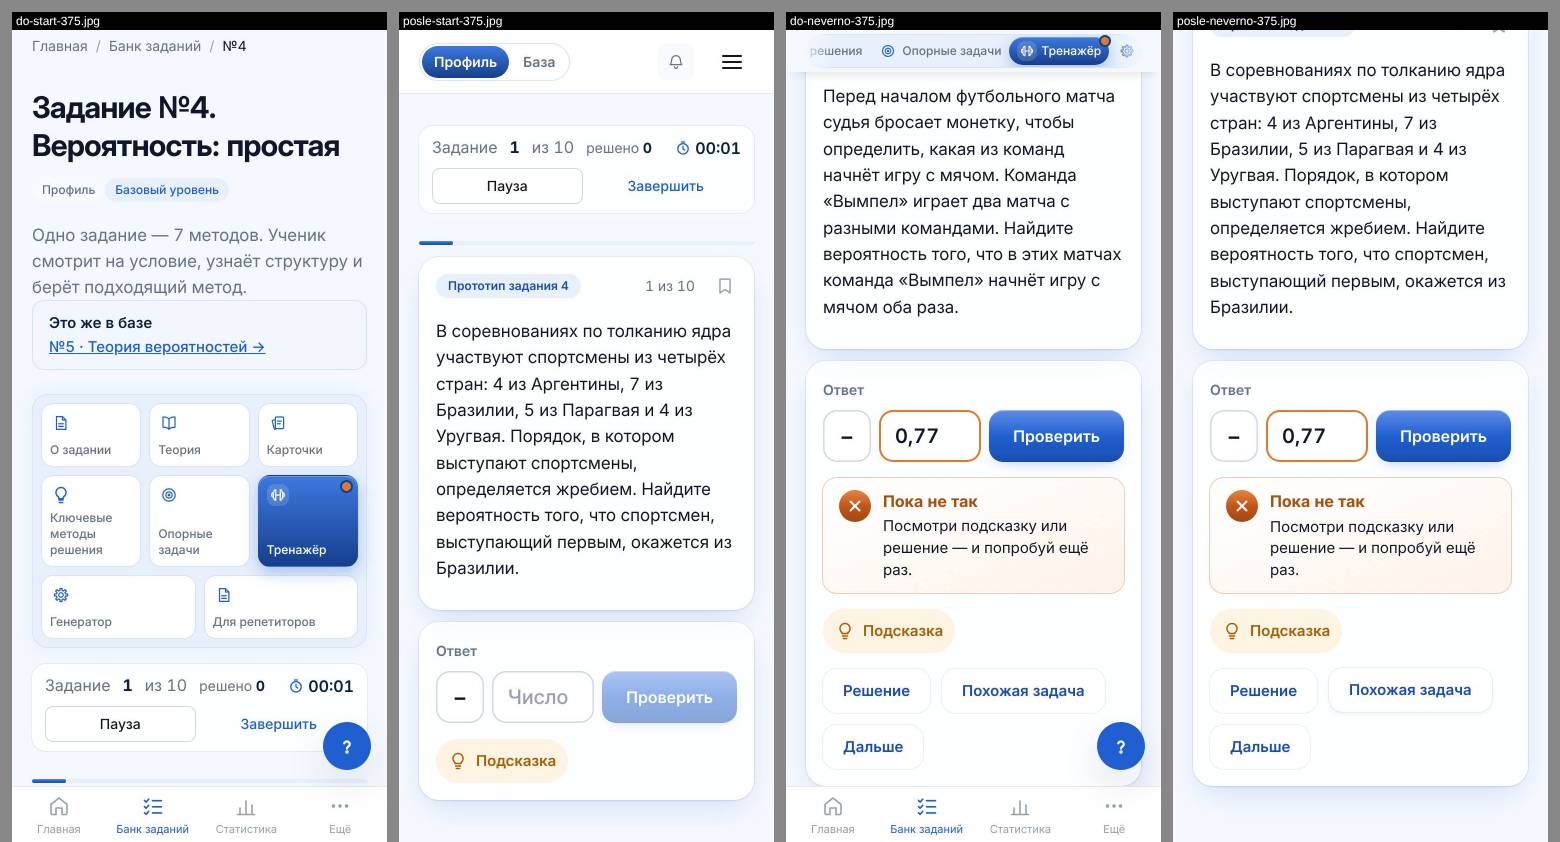 do-start-375.jpg
Главная / Банк заданий / №4
Задание №4.
Вероятность: простая
Профиль Базовый уровень
Одно задание — 7 методов. Ученик
смотрит на условие, узнаёт структуру и
берёт подходящий метод.
Это же в базе
№5 · Теория вероятностей →
О задании Теория Карточки
Ключевые
методы
решения
Опорные
задачи
Тренажёр
Генератор Для репетиторов
Задание 1 из 10 решено 0 00:01
Пауза Завершить
?
Главная Банк заданий Статистика Ещё
posle-start-375.jpg
Профиль База
Задание 1 из 10 решено 0 00:01
Пауза Завершить
Прототип задания 4 1 из 10
В соревнованиях по толканию ядра
участвуют спортсмены из четырёх
стран: 4 из Аргентины, 7 из
Бразилии, 5 из Парагвая и 4 из
Уругвая. Порядок, в котором
выступают спортсмены,
определяется жребием. Найдите
вероятность того, что спортсмен,
выступающий первым, окажется из
Бразилии.
Ответ
– Число Проверить
Подсказка
do-neverno-375.jpg
решения Опорные задачи Тренажёр
Перед началом футбольного матча
судья бросает монетку, чтобы
определить, какая из команд
начнёт игру с мячом. Команда
«Вымпел» играет два матча с
разными командами. Найдите
вероятность того, что в этих матчах
команда «Вымпел» начнёт игру с
мячом оба раза.
Ответ
– 0,77 Проверить
Пока не так
Посмотри подсказку или
решение — и попробуй ещё
раз.
Подсказка
Решение Похожая задача
Дальше
?
Главная Банк заданий Статистика Ещё
posle-neverno-375.jpg
В соревнованиях по толканию ядра
участвуют спортсмены из четырёх
стран: 4 из Аргентины, 7 из
Бразилии, 5 из Парагвая и 4 из
Уругвая. Порядок, в котором
выступают спортсмены,
определяется жребием. Найдите
вероятность того, что спортсмен,
выступающий первым, окажется из
Бразилии.
Ответ
– 0,77 Проверить
Пока не так
Посмотри подсказку или
решение — и попробуй ещё
раз.
Подсказка
Решение Похожая задача
Дальше